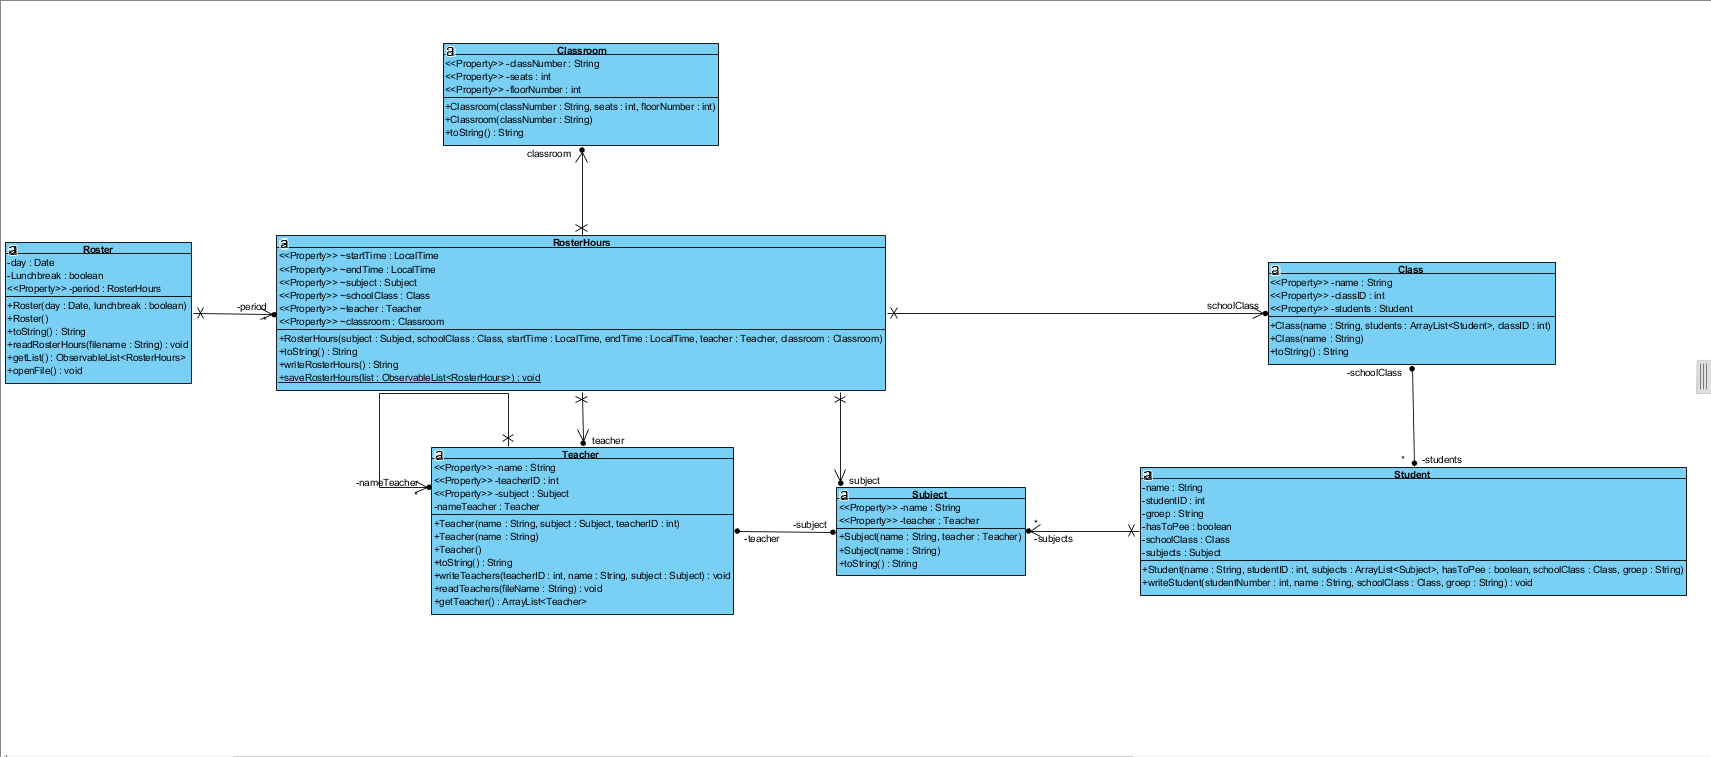 Classroom
<<Property>> -classNumber : String
<<Property>> -seats : int
<<Property>> -floorNumber : int
+Classroom(classNumber : String, seats : int, floorNumber : int)
+Classroom(classNumber : String)
+toString() : String
classroom
Roster
-day : Date
-Lunchbreak : boolean
<<Property>> -period : RosterHours
+Roster(day : Date, lunchbreak : boolean)
+Roster()
+toString() : String
+readRosterHours(filename : String) : void
+getList() : ObservableList<RosterHours>
+openFile() : void
-period
*
RosterHours
<<Property>> ~startTime : LocalTime
<<Property>> ~endTime : LocalTime
<<Property>> ~subject : Subject
<<Property>> ~schoolClass : Class
<<Property>> ~teacher : Teacher
<<Property>> ~classroom : Classroom
+RosterHours(subject : Subject, schoolClass : Class, startTime : LocalTime, endTime : LocalTime, teacher : Teacher, classroom : Classroom)
+toString() : String
+writeRosterHours() : String
+saveRosterHours(list : ObservableList<RosterHours>) : void
schoolClass
Class
<<Property>> -name : String
<<Property>> -classID : int
<<Property>> -students : Student
+Class(name : String, students : ArrayList<Student>, classID : int)
+Class(name : String)
+toString() : String
-schoolClass
* -students
teacher
-nameTeacher
*
Teacher
<<Property>> -name : String
<<Property>> -teacherID : int
<<Property>> -subject : Subject
-nameTeacher : Teacher
+Teacher(name : String, subject : Subject, teacherID : int)
+Teacher(name : String)
+Teacher()
+toString() : String
+writeTeachers(teacherID : int, name : String, subject : Subject) : void
+readTeachers(fileName : String) : void
+getTeacher() : ArrayList<Teacher>
-subject
-teacher
subject
Subject
<<Property>> -name : String
<<Property>> -teacher : Teacher
+Subject(name : String, teacher : Teacher)
+Subject(name : String)
+toString() : String
*
-subjects
Student
-name : String
-studentID : int
-groep : String
-hasToPee : boolean
-schoolClass : Class
-subjects : Subject
+Student(name : String, studentID : int, subjects : ArrayList<Subject>, hasToPee : boolean, schoolClass : Class, groep : String)
+writeStudent(studentNumber : int, name : String, schoolClass : Class, groep : String) : void